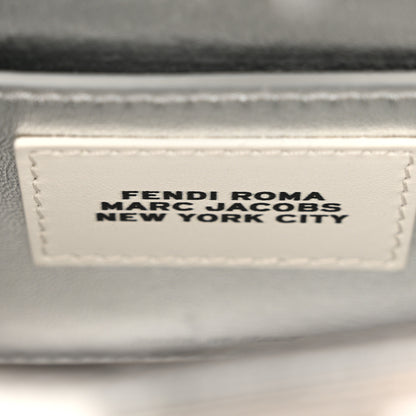 FENDI ROMA
MARC JACOBS
NEW YORK CITY